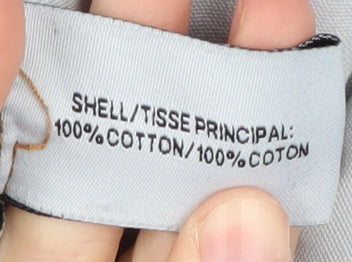 SHELL/TISSE PRINCIPAL:
100% COTTON/100% COTON